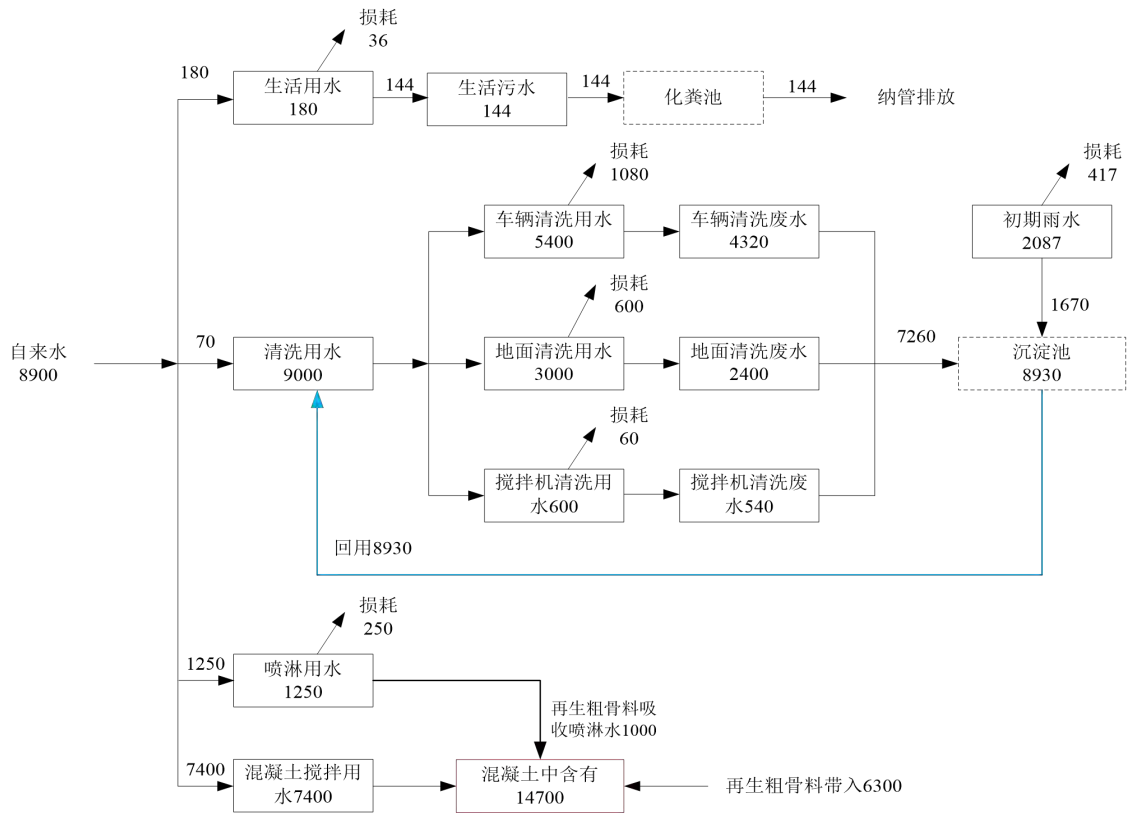 损耗
36
180
生活用水
180
144
生活污水
144
144
化粪池
144
纳管排放
损耗
1080
车辆清洗用水
5400
车辆清洗废水
4320
损耗
417
初期雨水
2087
1670
自来水
8900
70
清洗用水
9000
损耗
600
地面清洗用水
3000
地面清洗废水
2400
7260
沉淀池
8930
损耗
60
搅拌机清洗用
水600
搅拌机清洗废
水540
回用8930
损耗
250
1250
喷淋用水
1250
再生粗骨料吸
收喷淋水1000
7400
混凝土搅拌用
水7400
混凝土中含有
14700
再生粗骨料带入6300